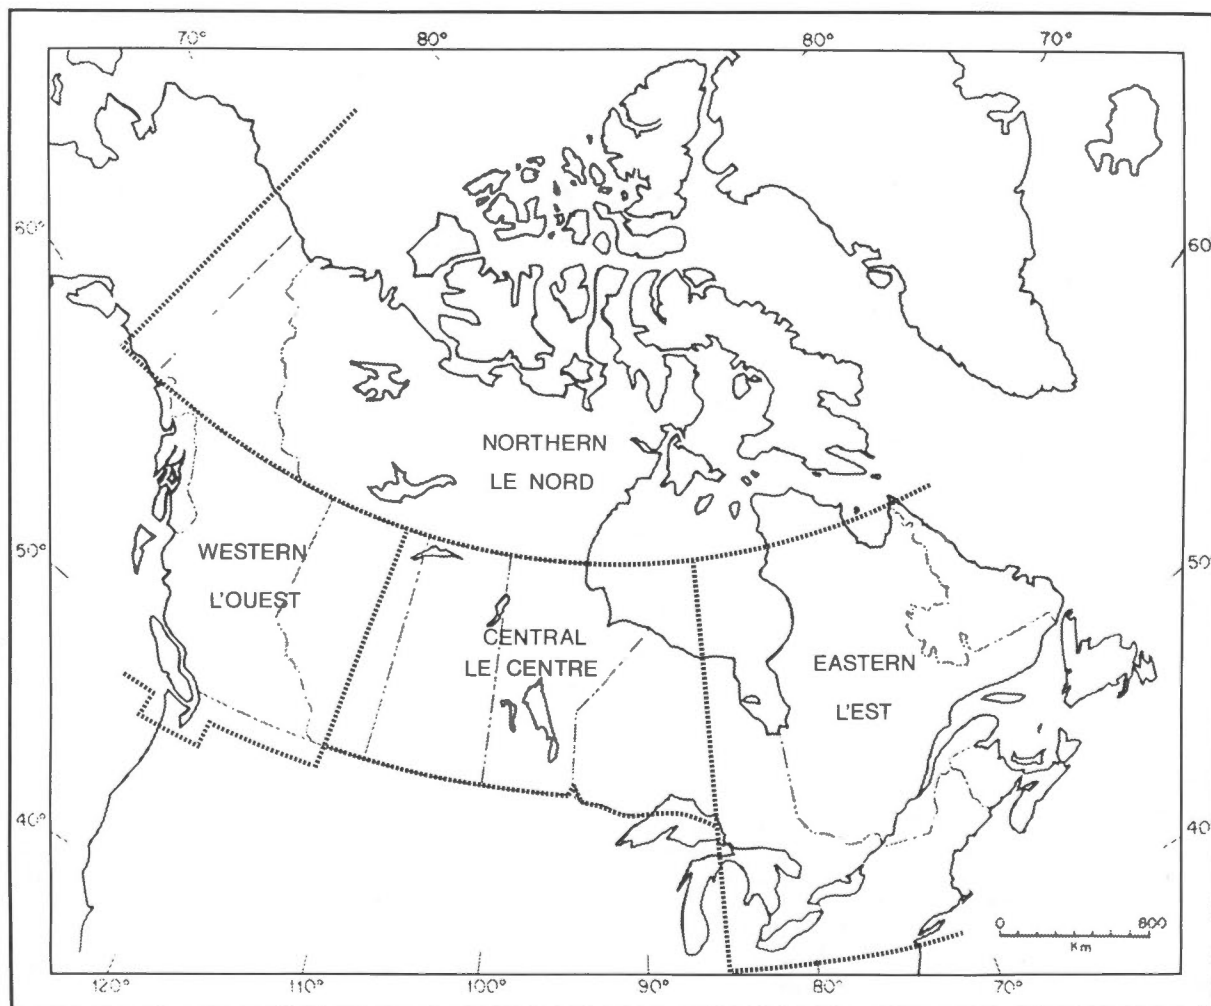 70° 80° 80° 70°
60° 60°
NORTHERN
LE NORD
50° 50°
WESTERN
L'OUEST
CENTRAL
LE CENTRE
EASTERN
L'EST
40° 40°
0 800
Km
120° 110° 100° 90° 80° 70°